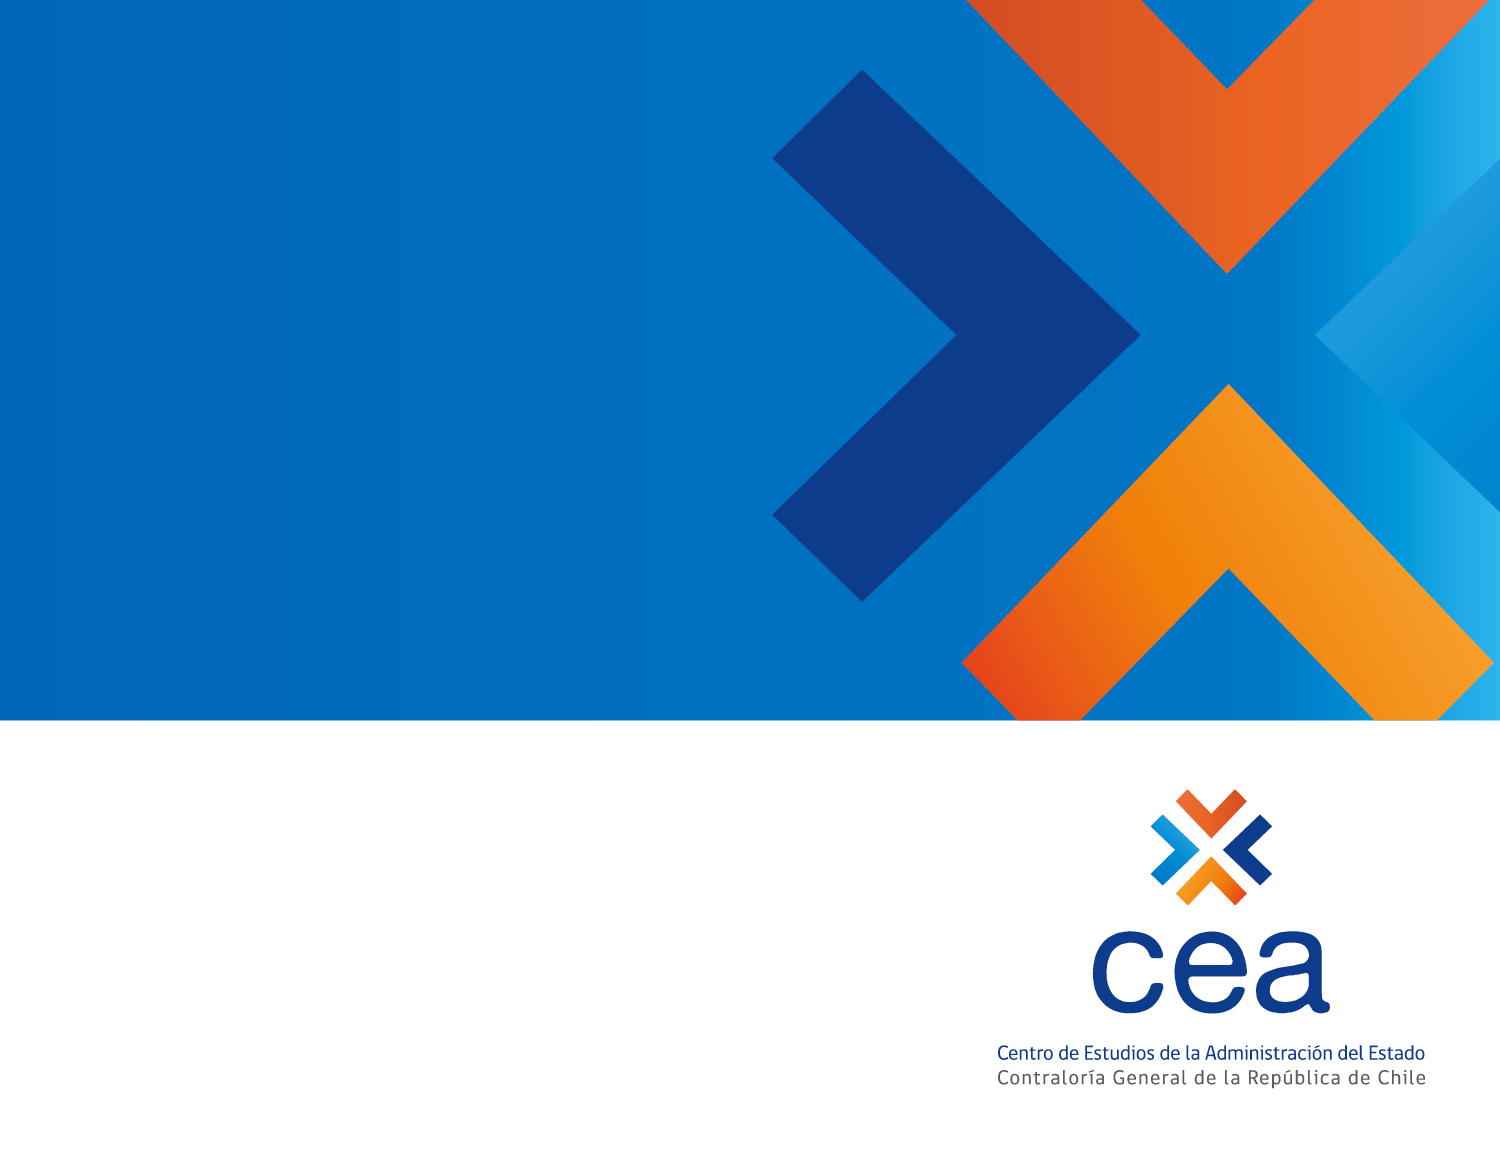 cea
Centro de Estudios de la Administración del Estado
Contraloría General de la República de Chile